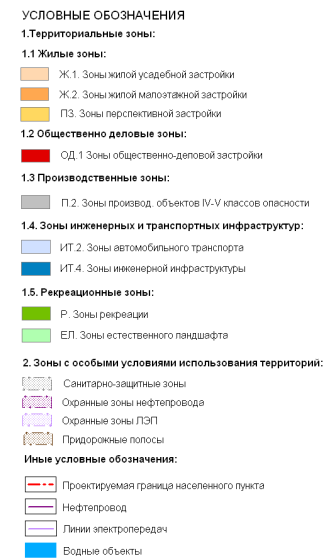 УСЛОВНЫЕ ОБОЗНАЧЕНИЯ
1.Территориальные зоны:
1.1 Жилые зоны:
Ж.1. Зоны жилой усадебной застройки
Ж.2. Зоны жилой малоэтажной застройки
ПЗ. Зоны перспективной застройки
1.2 Общественно деловые зоны:
ОД.1 Зоны общественно-деловой застройки
1.3 Производственные зоны:
П.2. Зоны производ. объектов IV-V классов опасности
1.4. Зоны инженерных и транспортных инфраструктур:
ИТ.2. Зоны автомобильного транспорта
ИТ.4. Зоны инженерной инфраструктуры
1.5. Рекреационные зоны:
Р. Зоны рекреации
ЕЛ. Зоны естественного ландшафта
2. Зоны с особыми условиями использования территорий:
Санитарно-защитные зоны
Охранные зоны нефтепровода
Охранные зоны ЛЭП
Придорожные полосы
Иные условные обозначения:
Проектируемая граница населенного пункта
Нефтепровод
Линии электропередач
Водные объекты